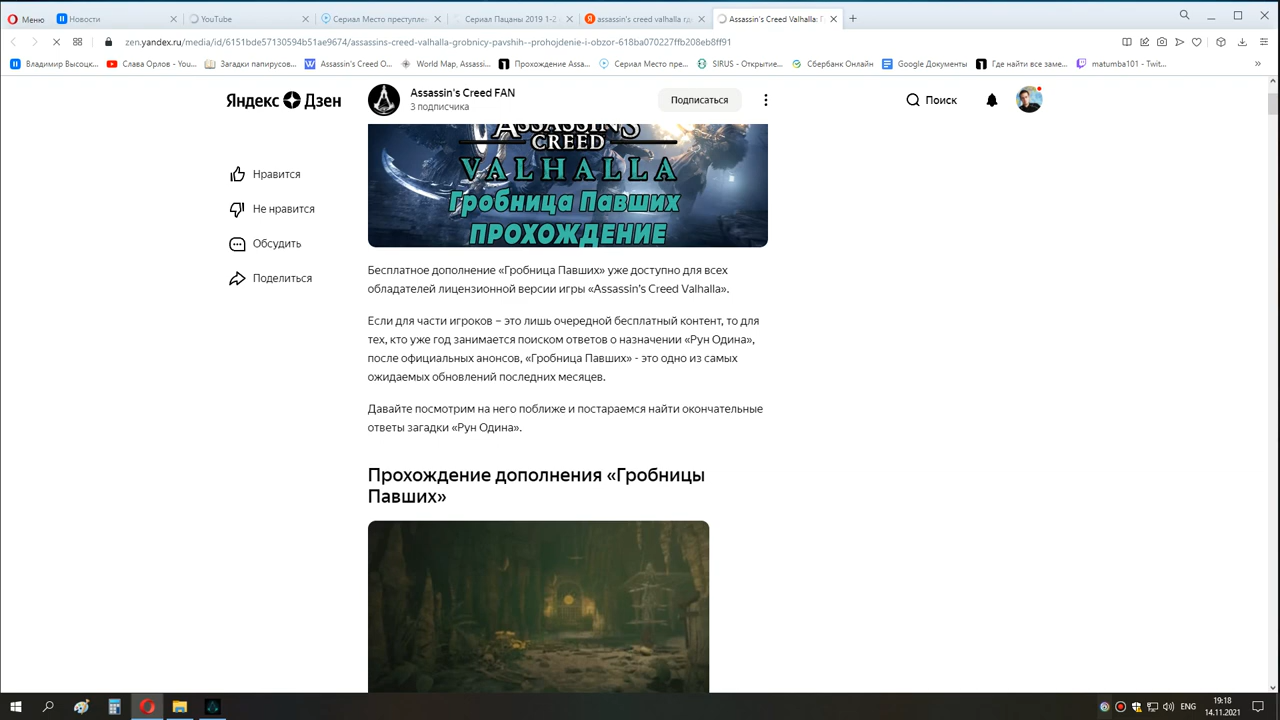 Меню
Новости
YouTube
Сериал Место преступлен
Сериал Пацаны 2019 1-2
assassin's creed valhalla гд
Assassin's Creed Valhalla: Г
zen.yandex.ru/media/id/6151bde57130594b51ae9674/assassins-creed-valhalla-grobnicy-pavshih--prohojdenie-i-obzor-618ba070227ffb208eb8ff91
Владимир Высоцк...
Слава Орлов - You...
Загадки папирусов...
Assassin's Creed O...
World Map, Assassi...
Прохождение Assa...
Сериал Место пре...
SIRUS - Открытие...
Сбербанк Онлайн
Google Документы
Где найти все заме...
matumba101 - Twit...
Яндекс Дзен
Assassin's Creed FAN
3 подписчика
Подписаться
Поиск
ASSASSIN'S
CREED
VALHALLA
Гробница Павших
ПРОХОЖДЕНИЕ
Нравится
Не нравится
Обсудить
Поделиться
Бесплатное дополнение «Гробница Павших» уже доступно для всех
обладателей лицензионной версии игры «Assassin's Creed Valhalla».
Если для части игроков – это лишь очередной бесплатный контент, то для
тех, кто уже год занимается поиском ответов о назначении «Рун Одина»,
после официальных анонсов, «Гробница Павших» - это одно из самых
ожидаемых обновлений последних месяцев.
Давайте посмотрим на него поближе и постараемся найти окончательные
ответы загадки «Рун Одина».
Прохождение дополнения «Гробницы
Павших»
ENG
19:18
14.11.2021